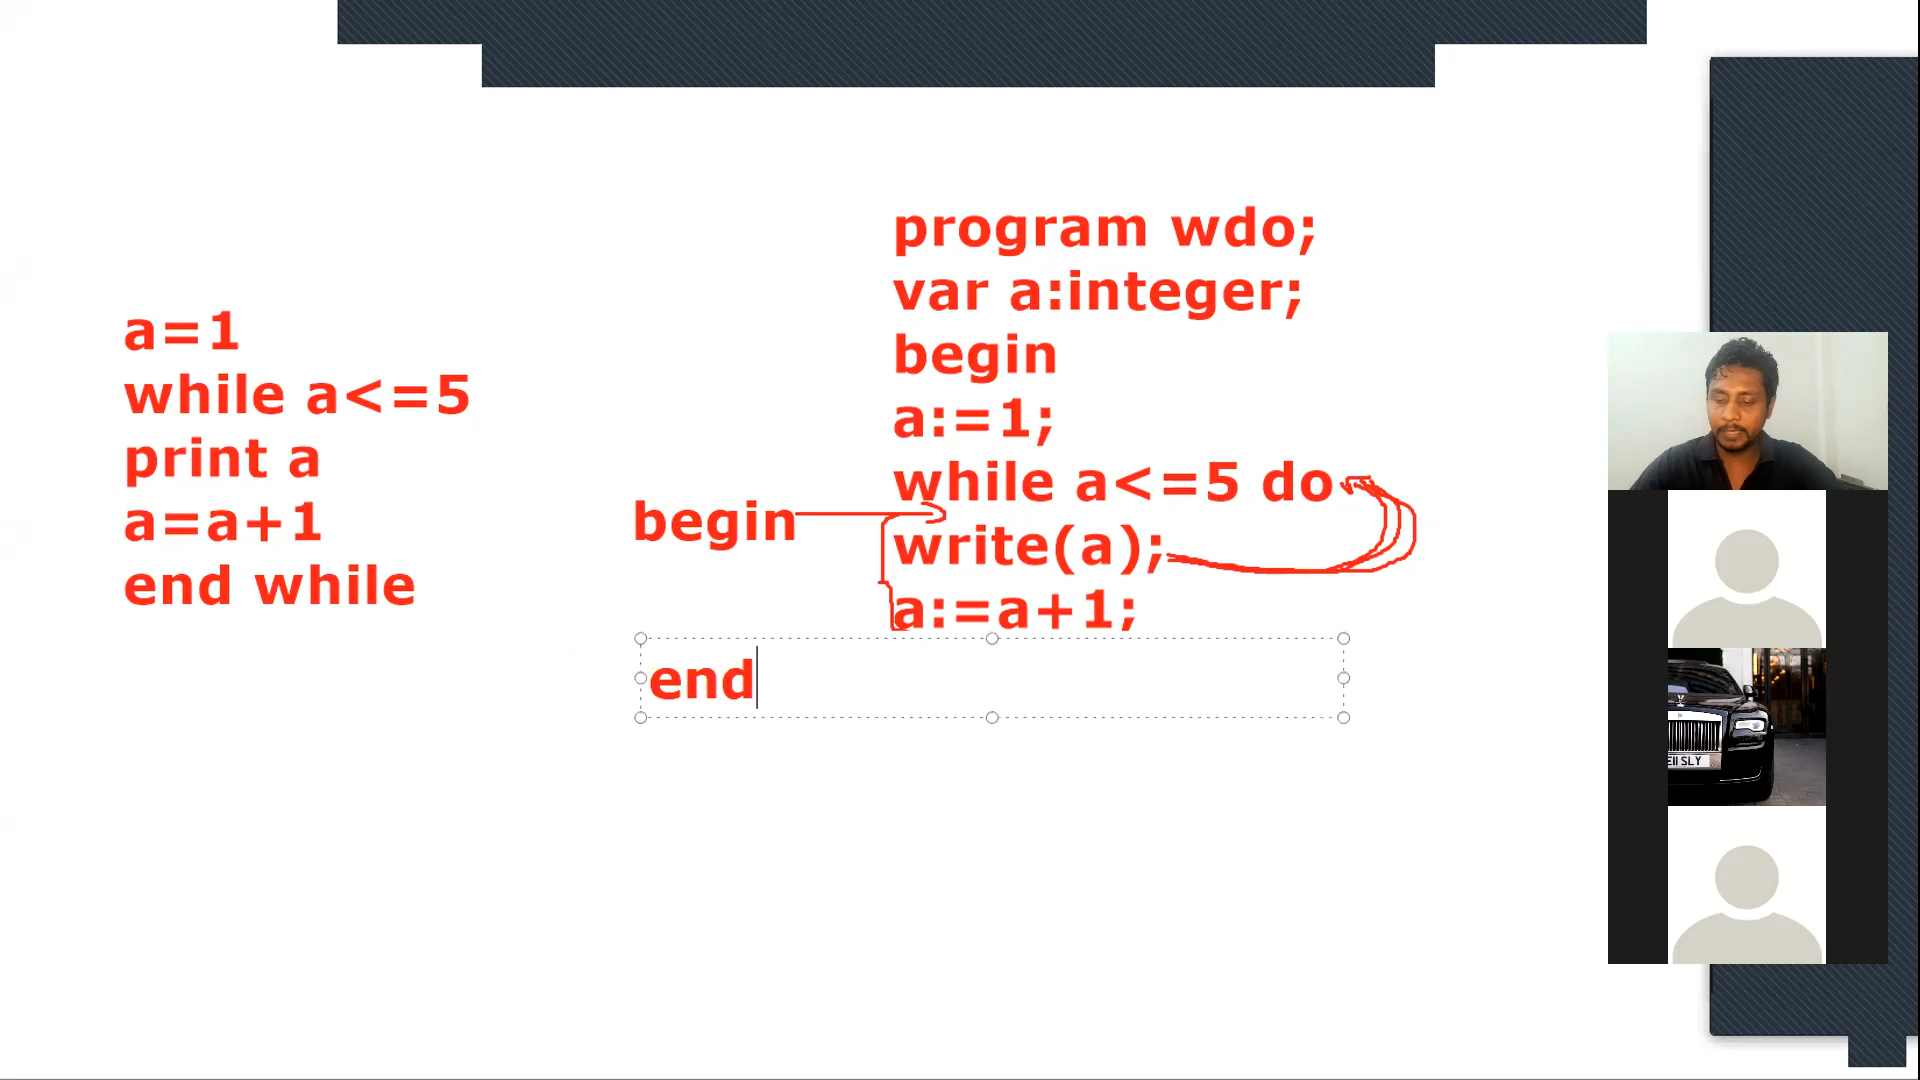 a=1
while a<=5
print a
a=a+1
end while
program wdo;
var a:integer;
begin
a:=1;
while a<=5 do
begin
write(a);
a:=a+1;
end
E11 SLY